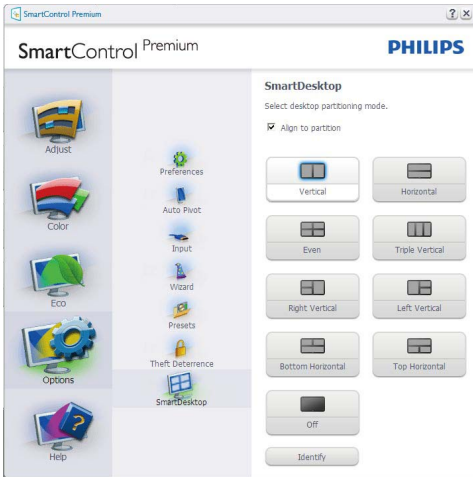 SmartControl Premium
SmartControl Premium
PHILIPS
Adjust
Color
Eco
Options
Help
Preferences
Auto Pivot
Input
Wizard
Presets
Theft Deterrence
SmartDesktop
SmartDesktop
Select desktop partitioning mode.
Align to partition
Vertical
Horizontal
Even
Triple Vertical
Right Vertical
Left Vertical
Bottom Horizontal
Top Horizontal
Off
Identify